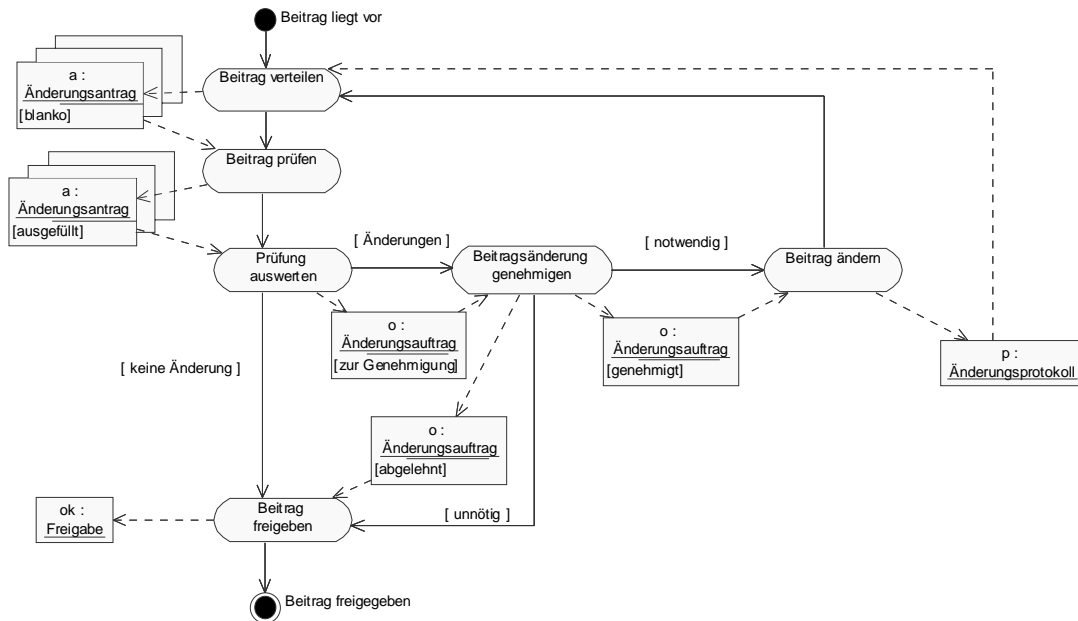 Beitrag liegt vor
Beitrag verteilen
a :
Änderungsantrag
[blanko]
Beitrag prüfen
a :
Änderungsantrag
[ausgefüllt]
Prüfung
auswerten
[ Änderungen ]
Beitragsänderung
genehmigen
[ notwendig ]
Beitrag ändern
o :
Änderungsauftrag
[zur Genehmigung]
o :
Änderungsauftrag
[genehmigt]
p :
Änderungsprotokoll
[ keine Änderung ]
o :
Änderungsauftrag
[abgelehnt]
ok :
Freigabe
Beitrag
freigeben
[ unnötig ]
Beitrag freigegeben